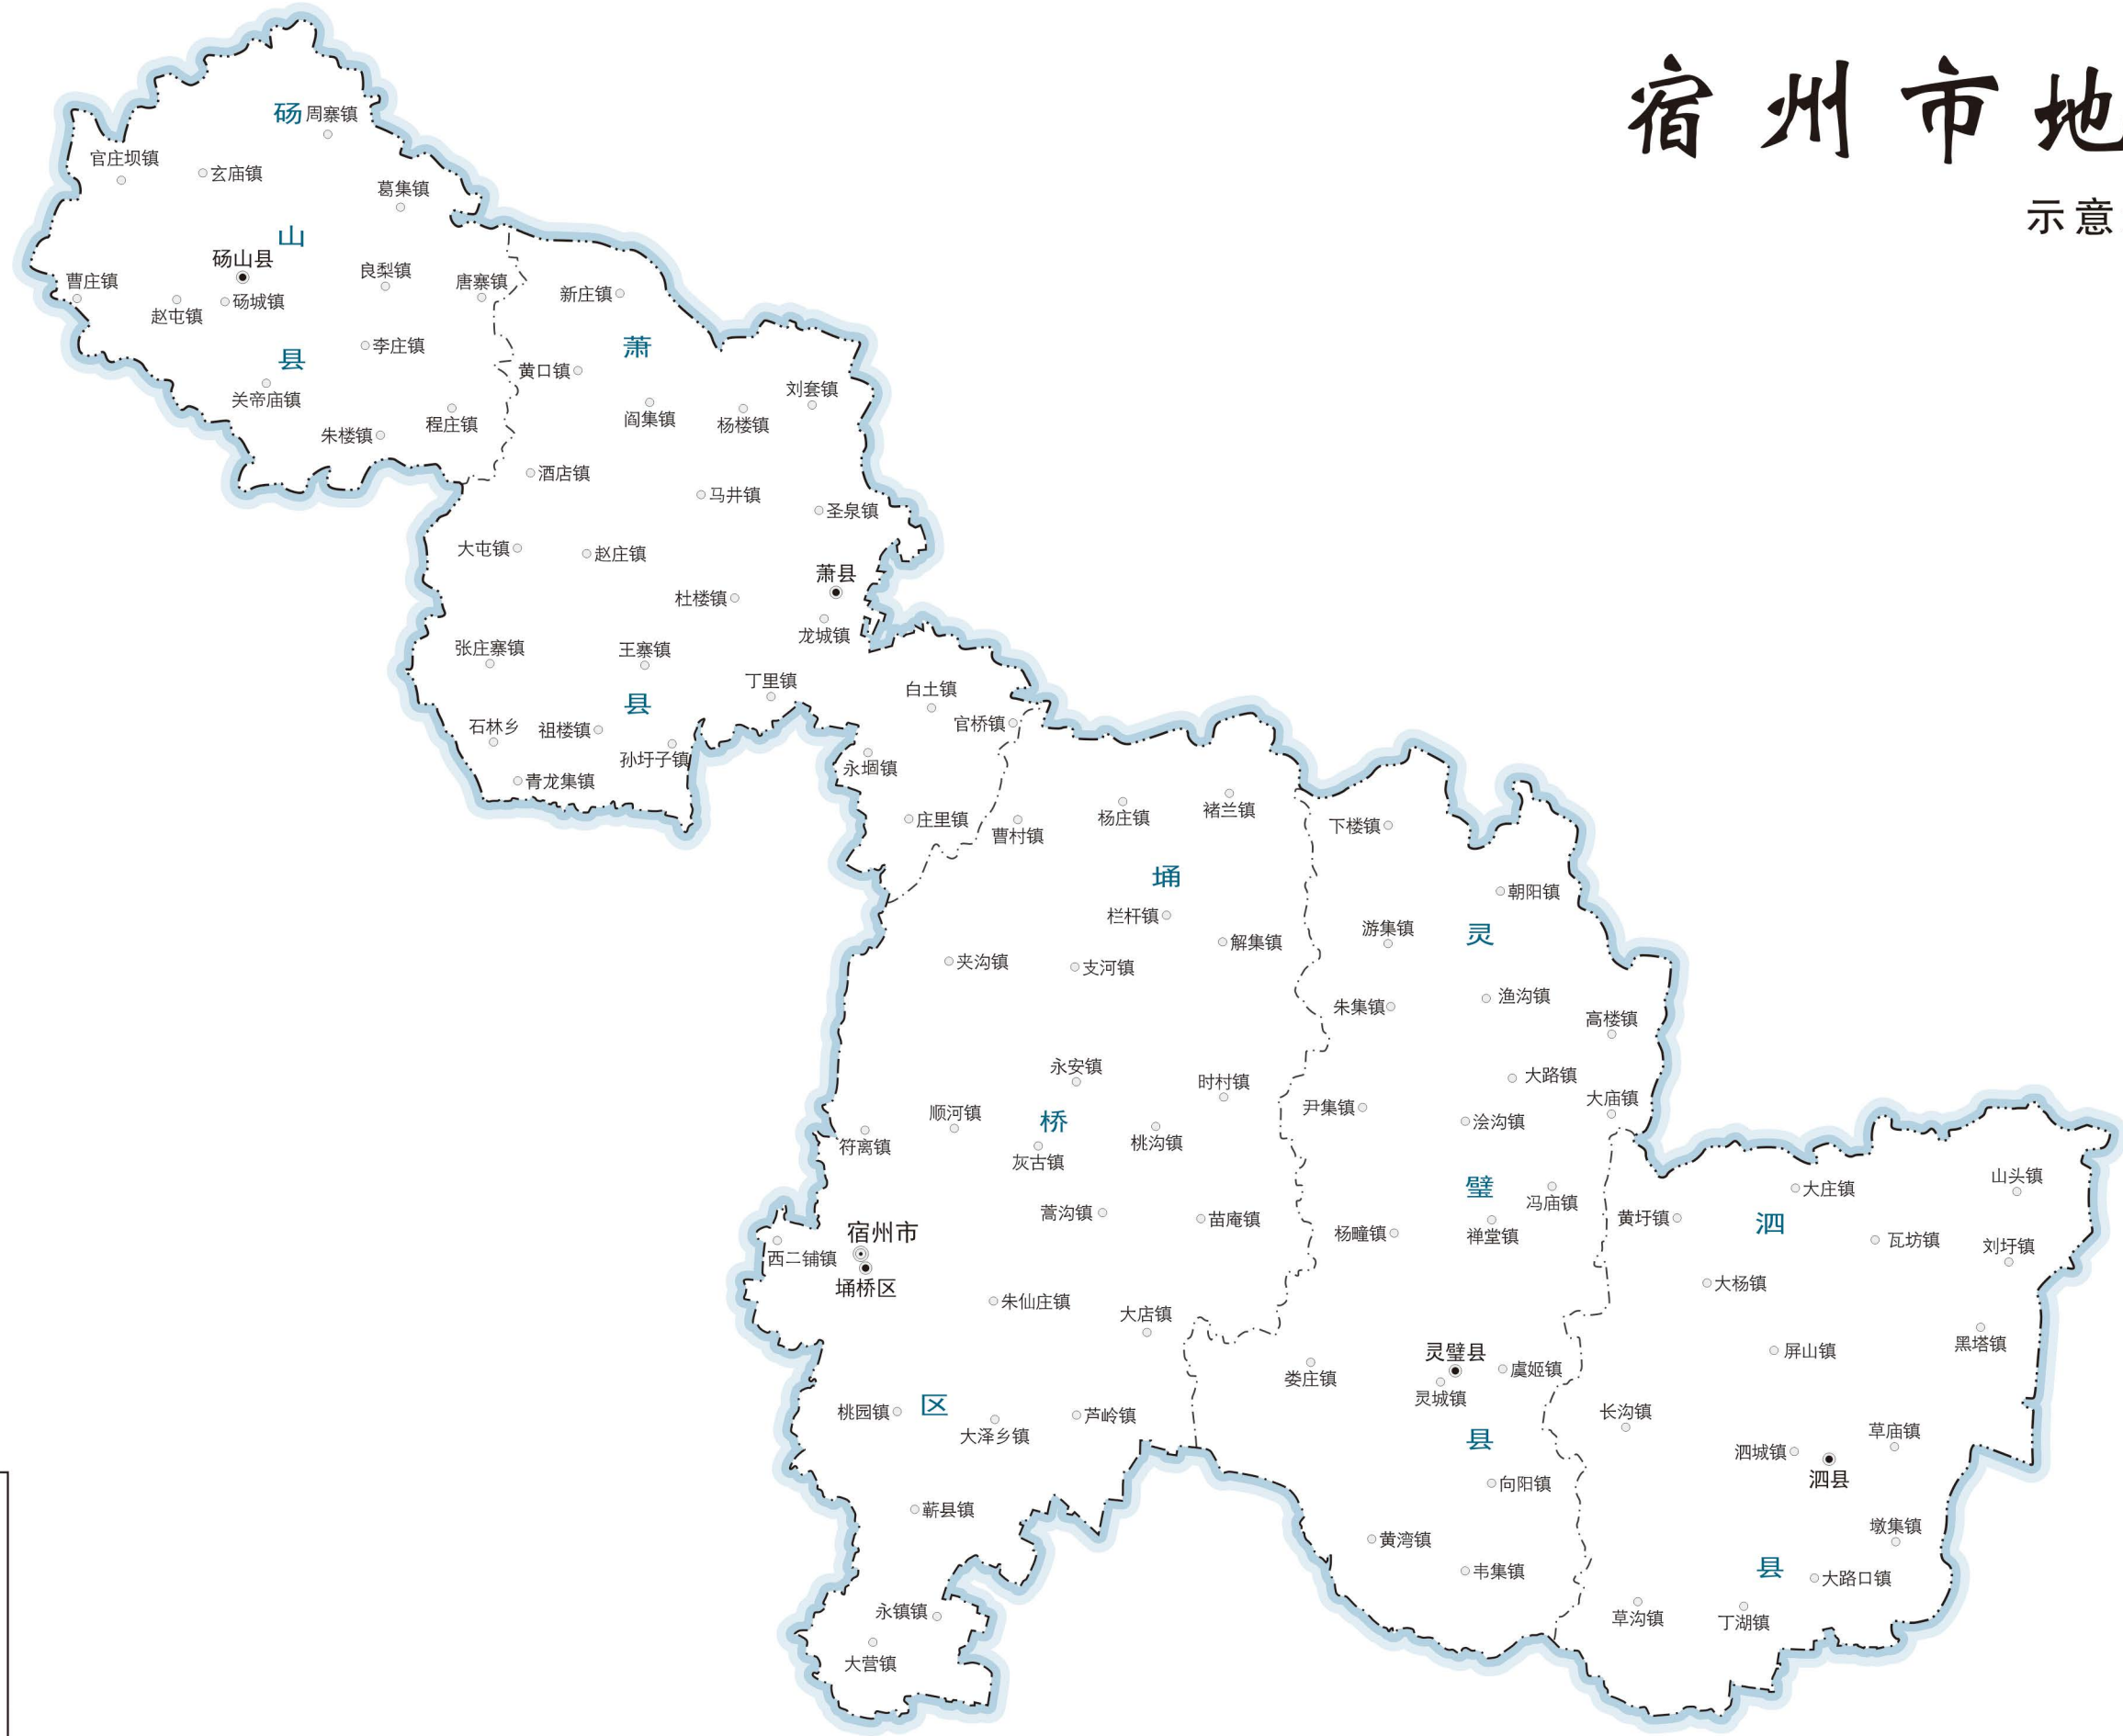 宿州市地
示意
砀
周寨镇
官庄坝镇
玄庙镇
葛集镇
山
砀山县
曹庄镇
赵屯镇
砀城镇
良梨镇
唐寨镇
李庄镇
县
关帝庙镇
朱楼镇
程庄镇
新庄镇
萧
黄口镇
阎集镇
杨楼镇
刘套镇
酒店镇
马井镇
圣泉镇
大屯镇
赵庄镇
杜楼镇
萧县
龙城镇
张庄寨镇
王寨镇
丁里镇
县
石林乡
祖楼镇
孙圩子镇
青龙集镇
白土镇
官桥镇
永堌镇
庄里镇
曹村镇
杨庄镇
褚兰镇
埇
栏杆镇
解集镇
夹沟镇
支河镇
永安镇
时村镇
顺河镇
桥
符离镇
灰古镇
桃沟镇
蒿沟镇
苗庵镇
宿州市
西二铺镇
埇桥区
朱仙庄镇
大店镇
桃园镇
区
大泽乡镇
芦岭镇
蕲县镇
永镇镇
大营镇
下楼镇
朝阳镇
游集镇
灵
朱集镇
渔沟镇
高楼镇
大路镇
尹集镇
浍沟镇
大庙镇
璧
冯庙镇
杨疃镇
禅堂镇
灵璧县
娄庄镇
灵城镇
虞姬镇
县
向阳镇
黄湾镇
韦集镇
山头镇
大庄镇
黄圩镇
泗
瓦坊镇
刘圩镇
大杨镇
屏山镇
黑塔镇
长沟镇
泗城镇
草庙镇
泗县
墩集镇
县
大路口镇
草沟镇
丁湖镇